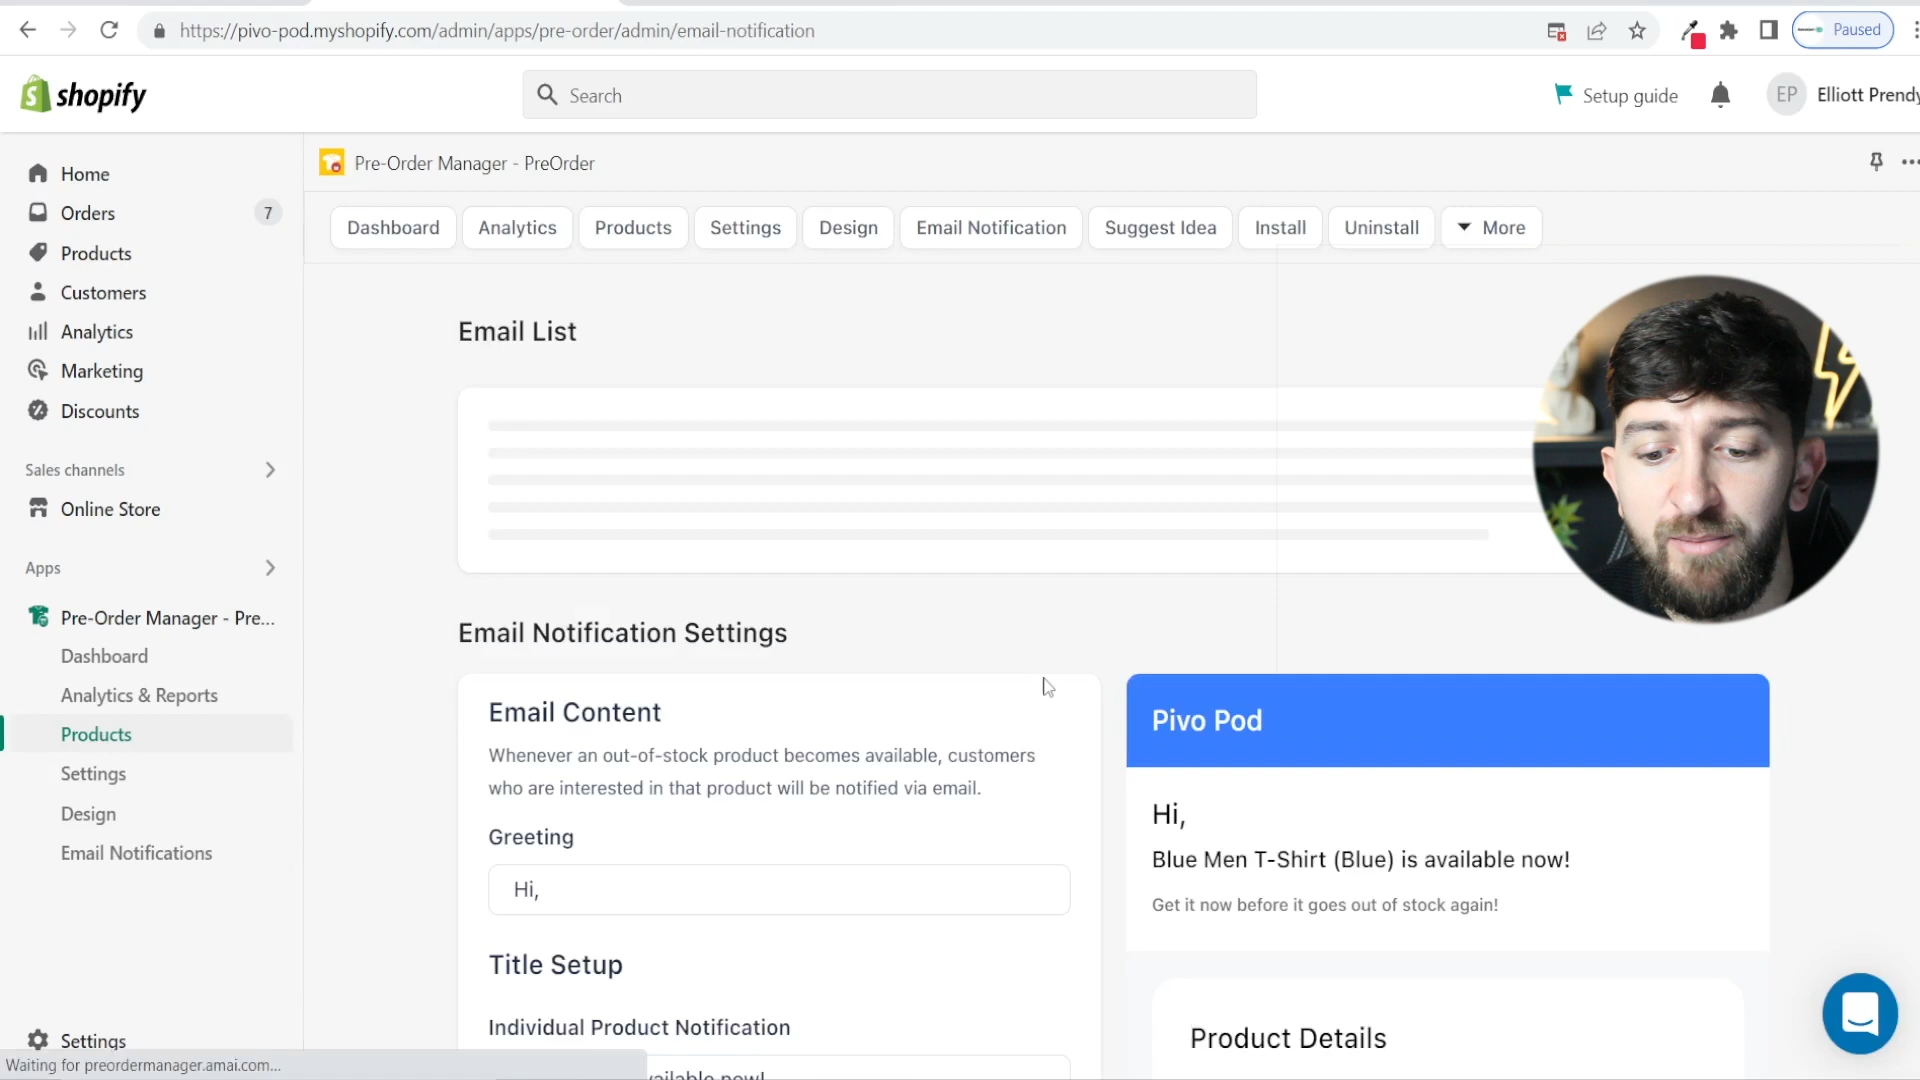 https://pivo-pod.myshopify.com/admin/apps/pre-order/admin/email-notification
Paused
shopify
Search
Setup guide
EP
Elliott Prendy
Home
Orders
7
Products
Customers
Analytics
Marketing
Discounts
Sales channels
Online Store
Apps
Pre-Order Manager - Pre...
Dashboard
Analytics & Reports
Products
Settings
Design
Email Notifications
Settings
Waiting for preordermanager.amai.com...
Pre-Order Manager - PreOrder
Dashboard
Analytics
Products
Settings
Design
Email Notification
Suggest Idea
Install
Uninstall
More
Email List
Email Notification Settings
Email Content
Whenever an out-of-stock product becomes available, customers
who are interested in that product will be notified via email.
Greeting
Hi,
Title Setup
Individual Product Notification
available now!
Pivo Pod
Hi,
Blue Men T-Shirt (Blue) is available now!
Get it now before it goes out of stock again!
Product Details